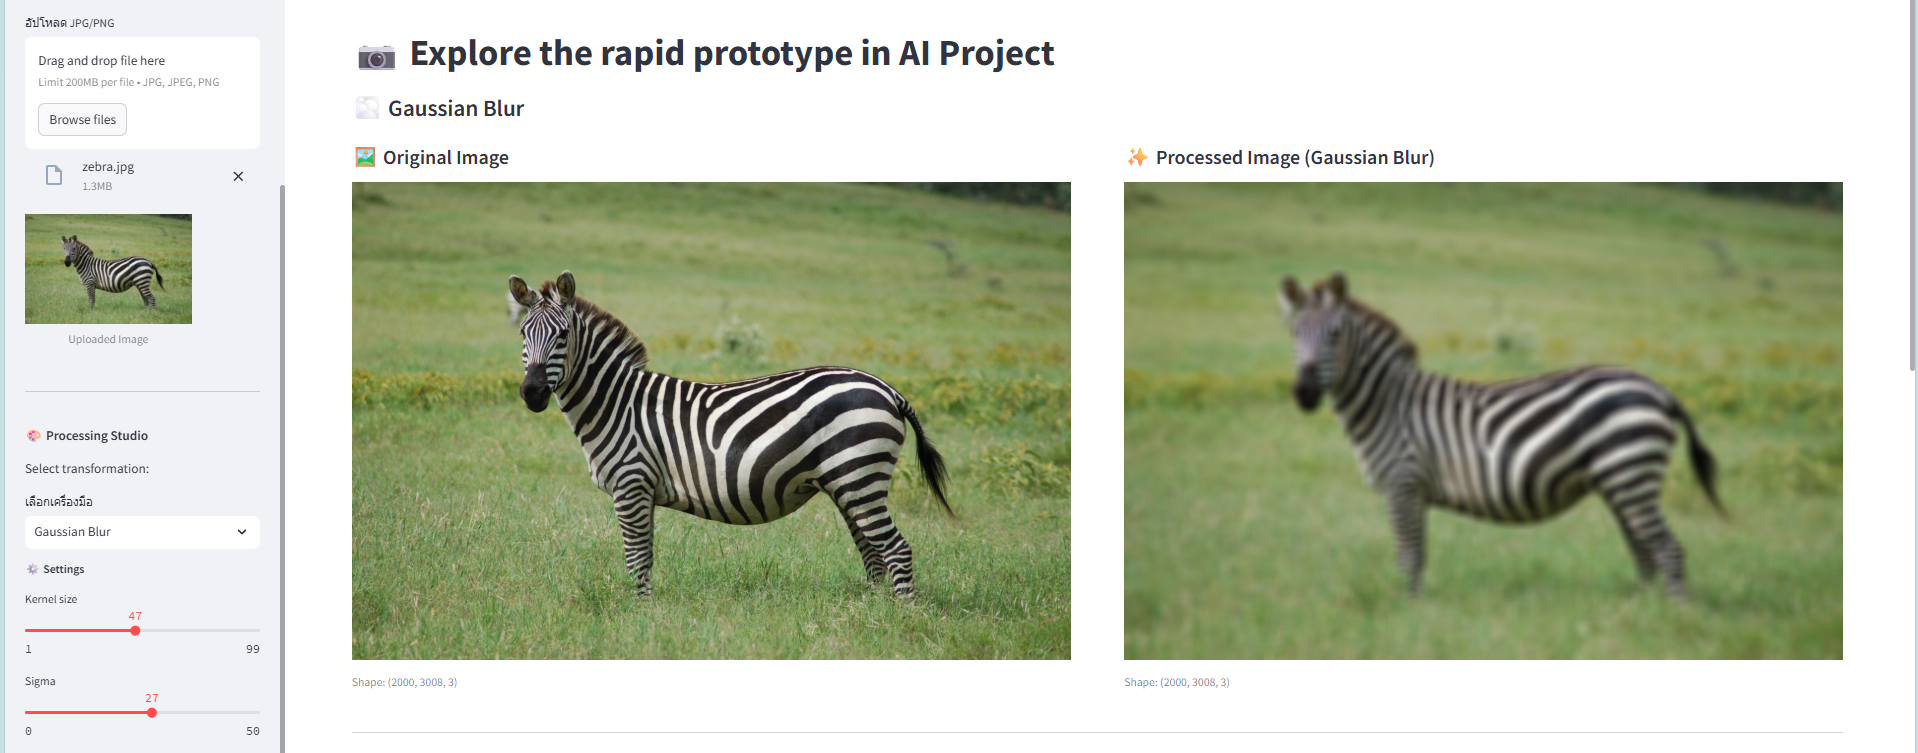 อัปโหลด JPG/PNG
Drag and drop file here
Limit 200MB per file • JPG, JPEG, PNG
Browse files
zebra.jpg
1.3MB
Uploaded Image
Processing Studio
Select transformation:
เลือกเครื่องมือ
Gaussian Blur
Settings
Kernel size
47
1 99
Sigma
27
0 50
Explore the rapid prototype in AI Project
Gaussian Blur
Original Image
Shape: (2000, 3008, 3)
Processed Image (Gaussian Blur)
Shape: (2000, 3008, 3)